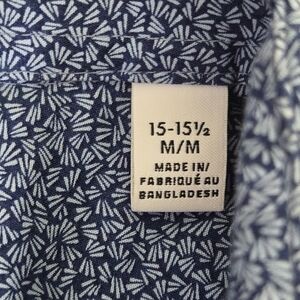 15-15½
M/M
MADE IN/
FABRIQUÉ AU
BANGLADESH